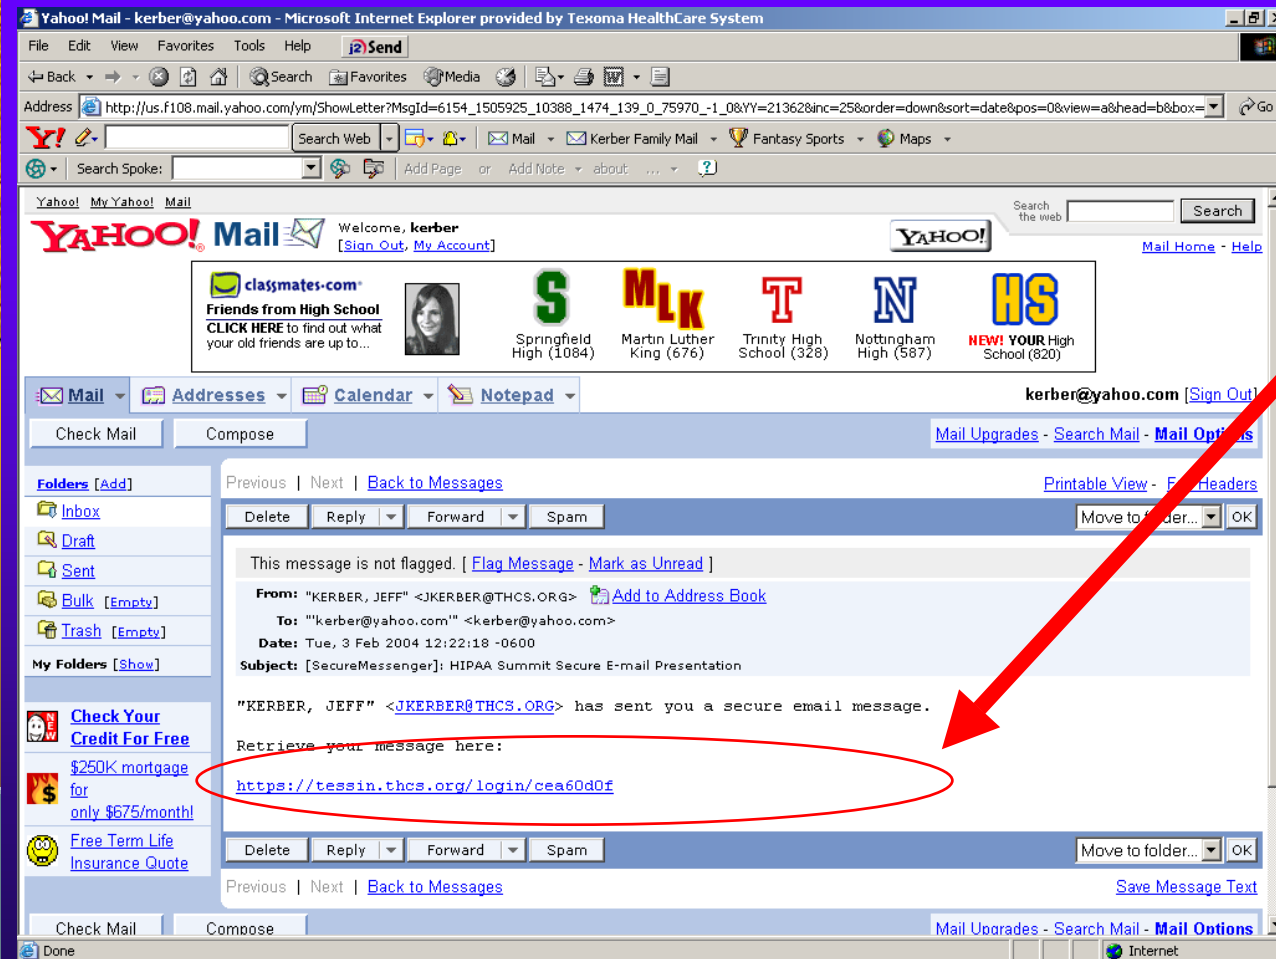 Yahoo! Mail - kerber@yahoo.com - Microsoft Internet Explorer provided by Texoma HealthCare System
File Edit View Favorites Tools Help j2 Send
Back Search Favorites Media
Address http://us.f108.mail.yahoo.com/ym/ShowLetter?MsgId=6154_1505925_10388_1474_139_0_75970_-1_0&YY=21362&inc=25&order=down&sort=date&pos=0&view=a&head=b&box= Go
Y! Search Web Mail Kerber Family Mail Fantasy Sports Maps
Search Spoke: Add Page or Add Note about ...
Yahoo! My Yahoo! Mail
Search the web Search
YAHOO! Mail Welcome, kerber
[Sign Out, My Account]
YAHOO!
Mail Home - Help
classmates.com
Friends from High School
CLICK HERE to find out what
your old friends are up to...
S
Springfield
High (1084)
MLK
Martin Luther
King (676)
T
Trinity High
School (328)
N
Nottingham
High (587)
HS
NEW! YOUR High
School (820)
Mail Addresses Calendar Notepad kerber@yahoo.com [Sign Out]
Check Mail Compose Mail Upgrades - Search Mail - Mail Options
Folders [Add]
Inbox
Draft
Sent
Bulk [Empty]
Trash [Empty]
My Folders [Show]
NEW
Check Your
Credit For Free
$250K mortgage
for
only $675/month!
Free Term Life
Insurance Quote
Previous | Next | Back to Messages Printable View - Headers
Delete Reply Forward Spam Move to folder... OK
This message is not flagged. [ Flag Message - Mark as Unread ]
From: "KERBER, JEFF" <JKERBER@THCS.ORG> Add to Address Book
To: "'kerber@yahoo.com'" <kerber@yahoo.com>
Date: Tue, 3 Feb 2004 12:22:18 -0600
Subject: [SecureMessenger]: HIPAA Summit Secure E-mail Presentation
"KERBER, JEFF" <JKERBER@THCS.ORG> has sent you a secure email message.
Retrieve your message here:
https://tessin.thcs.org/login/cea60d0f
Delete Reply Forward Spam Move to folder... OK
Previous | Next | Back to Messages Save Message Text
Check Mail Compose Mail Upgrades - Search Mail - Mail Options
Done Internet